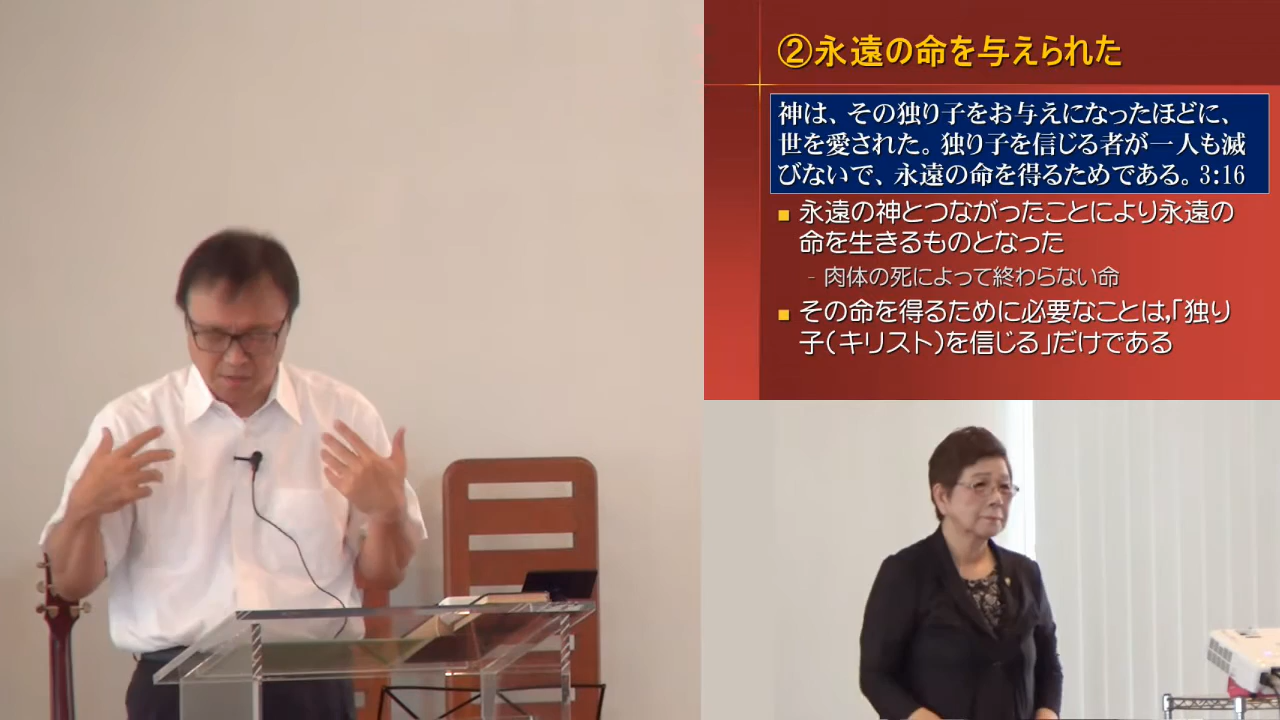 ②永遠の命を与えられた
神は、その独り子をお与えになったほどに、
世を愛された。独り子を信じる者が一人も滅
びないで、永遠の命を得るためである。3:16
■ 永遠の神とつながったことにより永遠の
命を生きるものとなった
- 肉体の死によって終わらない命
■ その命を得るために必要なことは,「独り
子(キリスト)を信じる」だけである